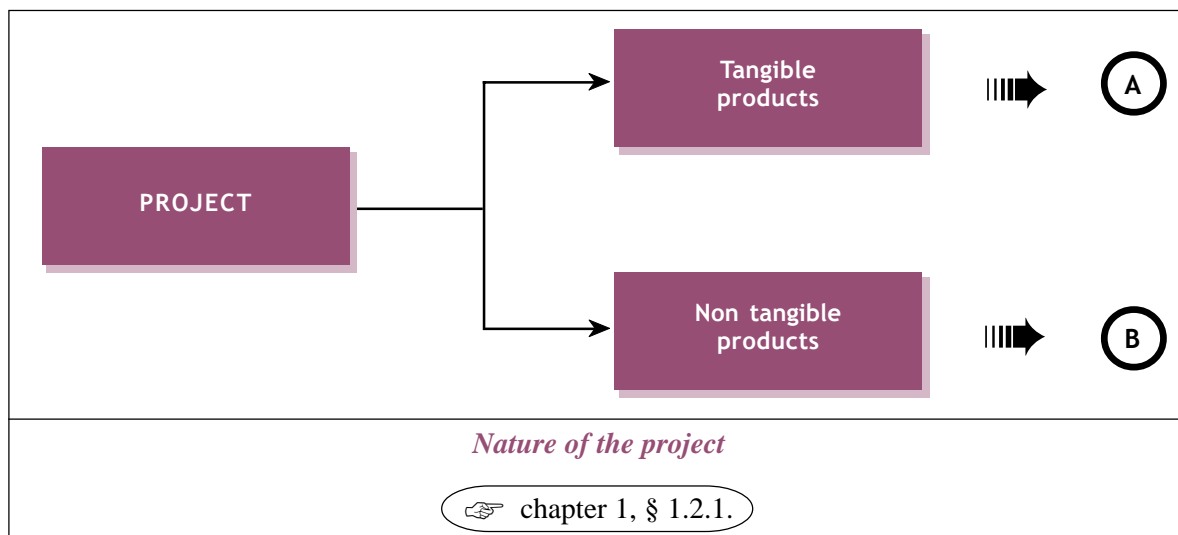 Tangible
products
A
PROJECT
Non tangible
products
B
Nature of the project
☞ chapter 1, § 1.2.1.